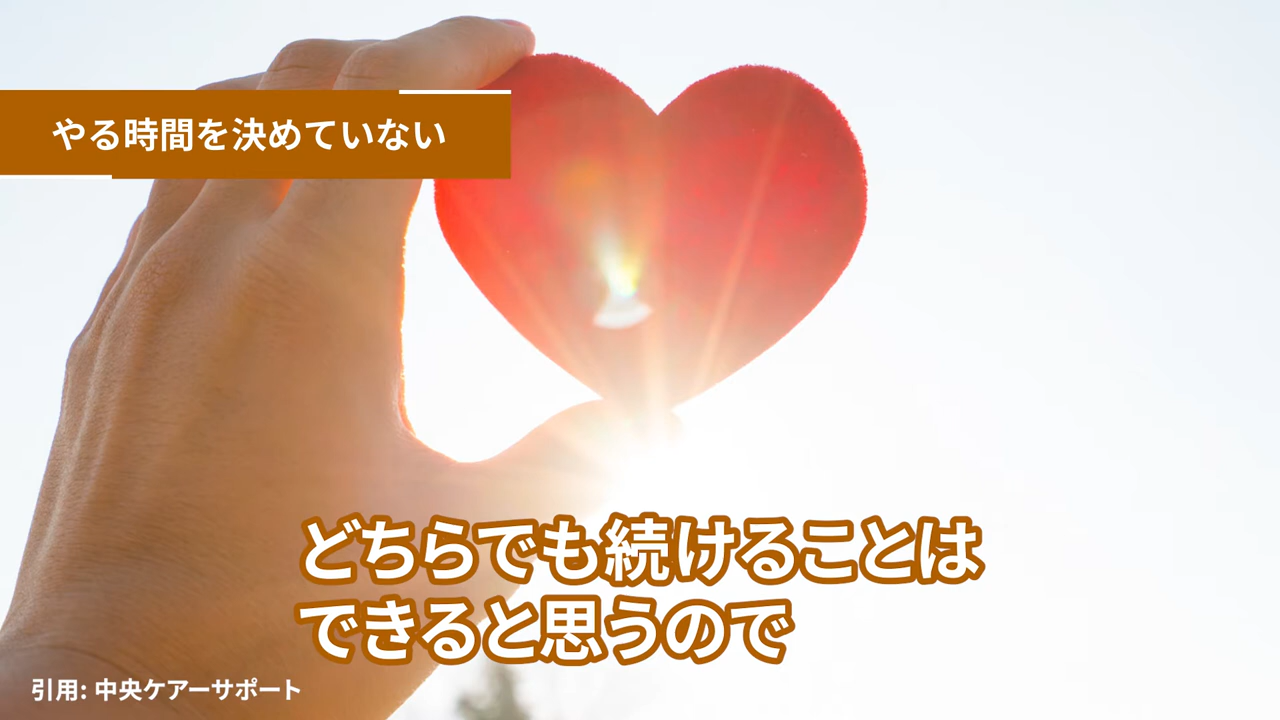 やる時間を決めていない
どちらでも続けることは
できると思うので
引用: 中央ケアーサポート